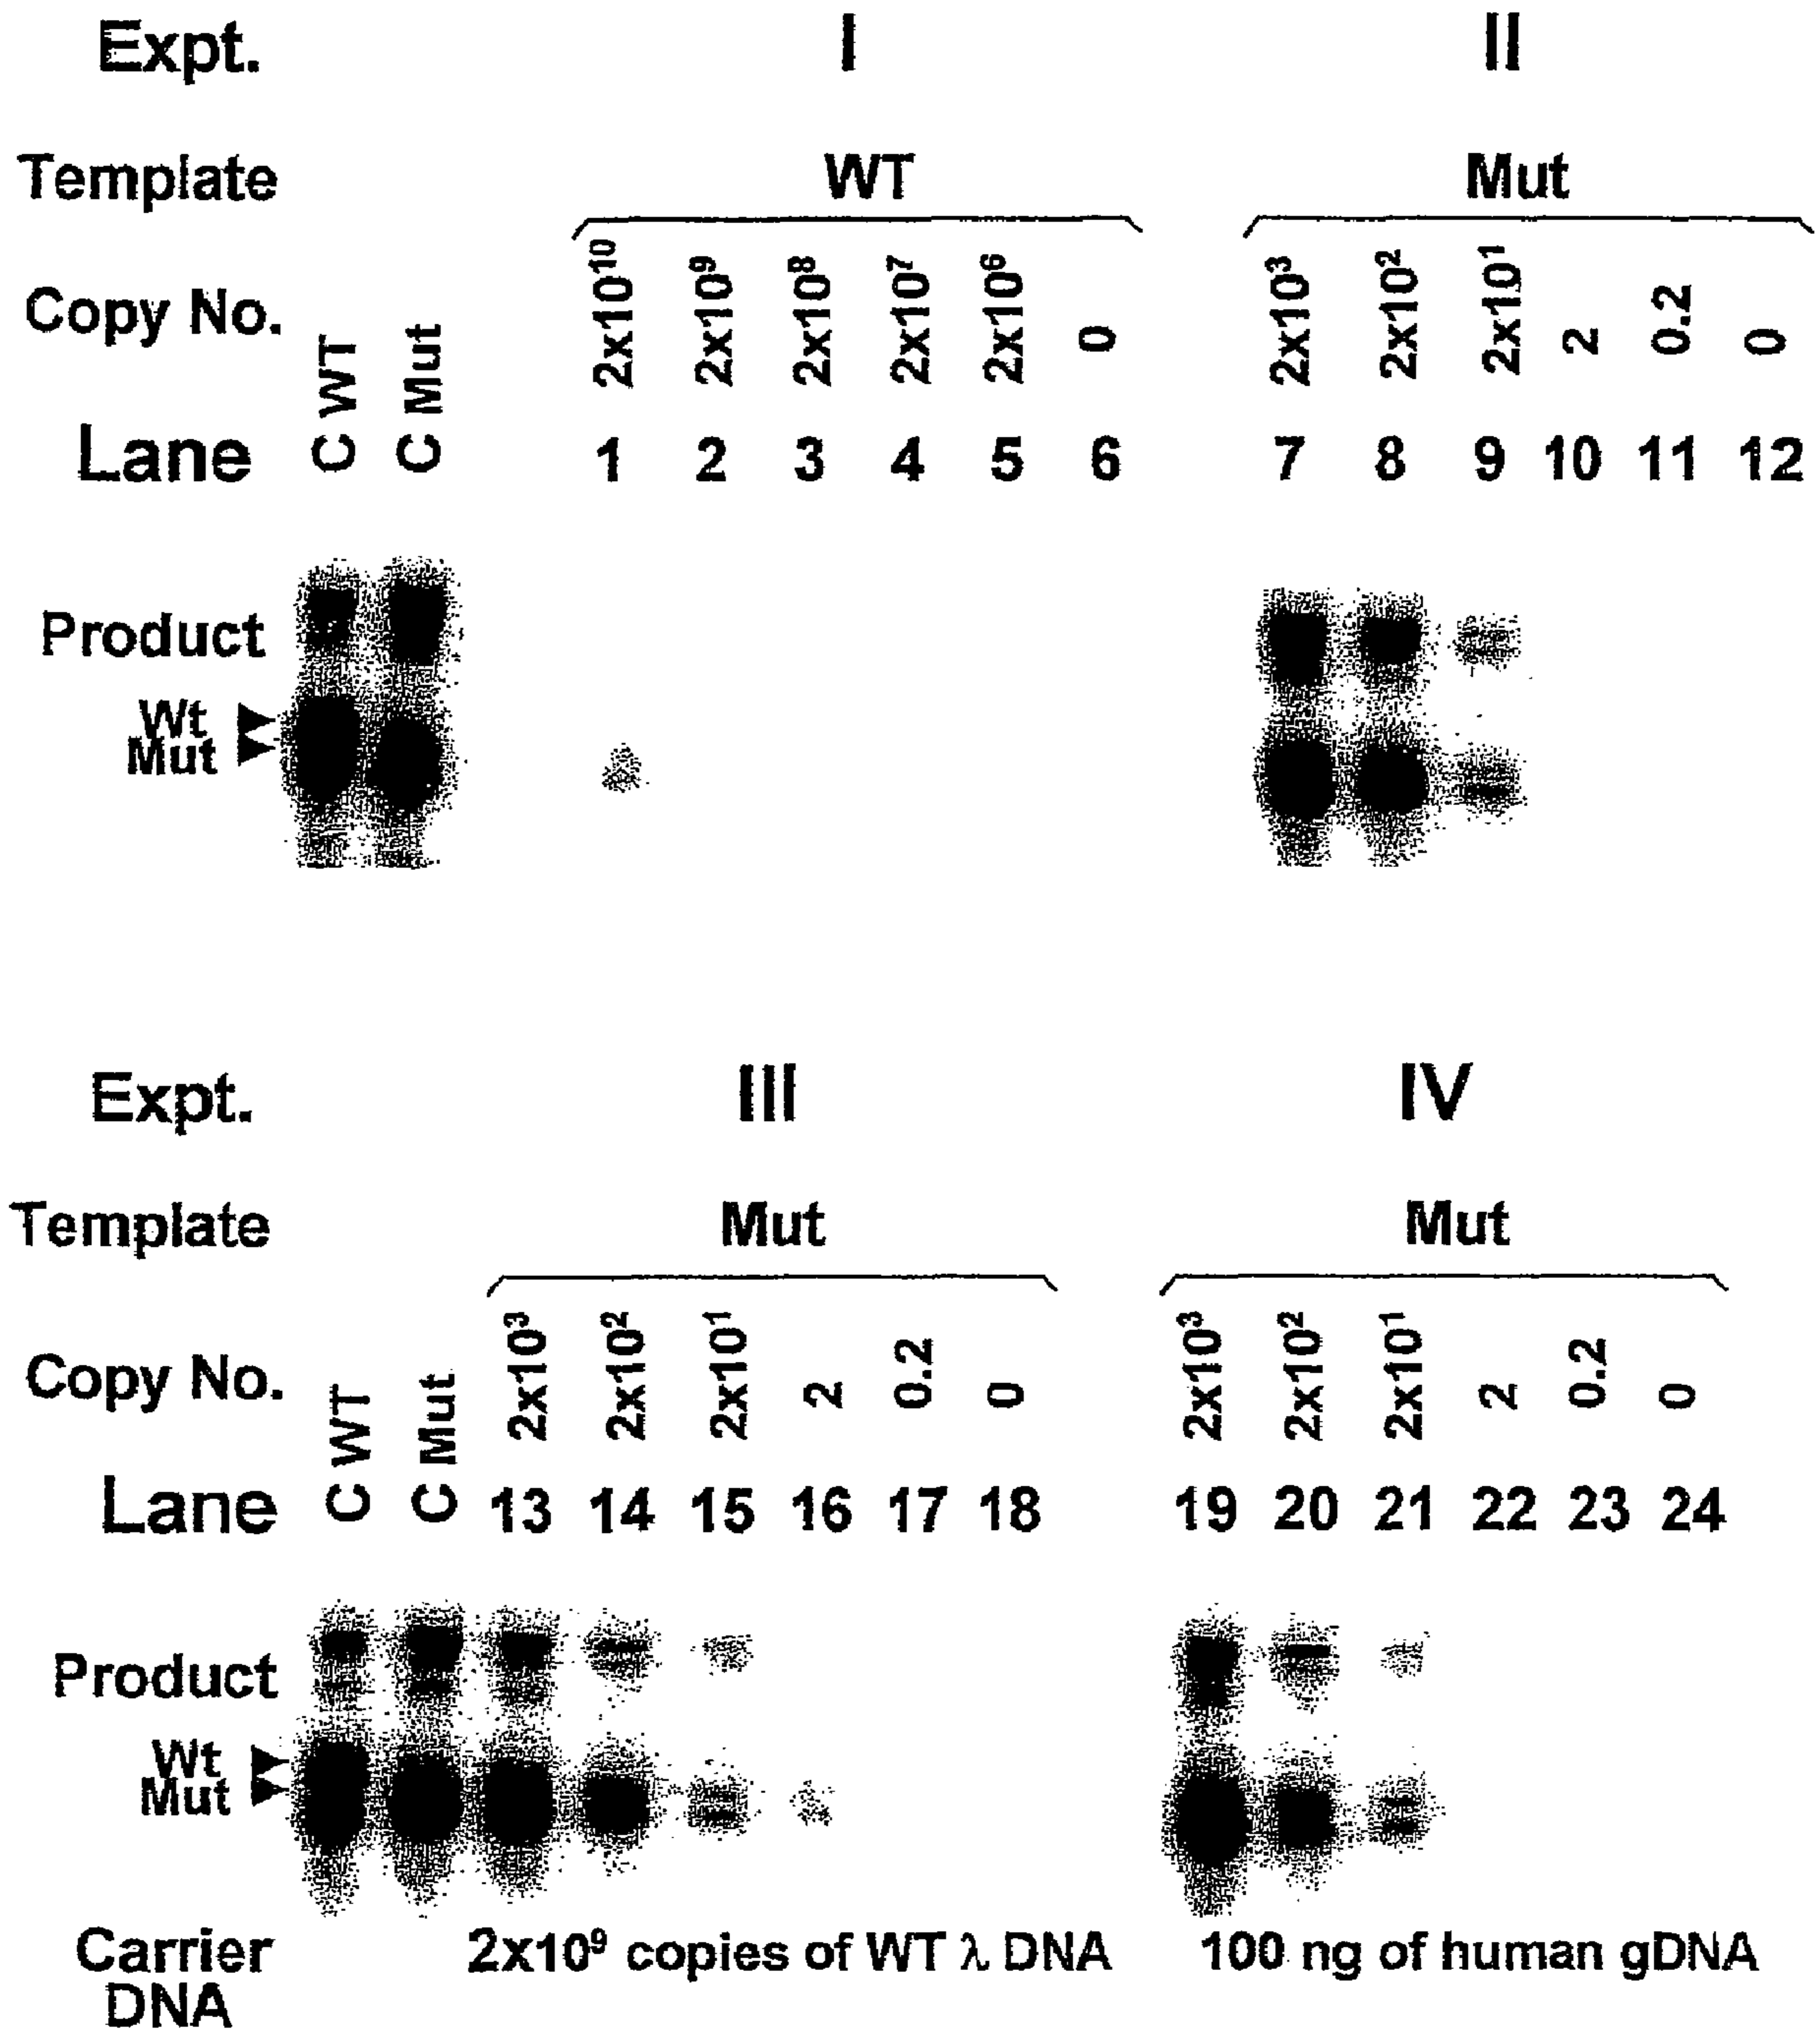 Expt. I II
Template WT Mut
Copy No. C WT C Mut 2x10¹⁰ 2x10⁹ 2x10⁸ 2x10⁷ 2x10⁶ 0 2x10³ 2x10² 2x10¹ 2 0.2 0
Lane 1 2 3 4 5 6 7 8 9 10 11 12
Product
Wt
Mut
Expt. III IV
Template Mut Mut
Copy No. C WT C Mut 2x10³ 2x10² 2x10¹ 2 0.2 0 2x10³ 2x10² 2x10¹ 2 0.2 0
Lane 13 14 15 16 17 18 19 20 21 22 23 24
Product
Wt
Mut
Carrier 2x10⁹ copies of WT λ DNA 100 ng of human gDNA
DNA